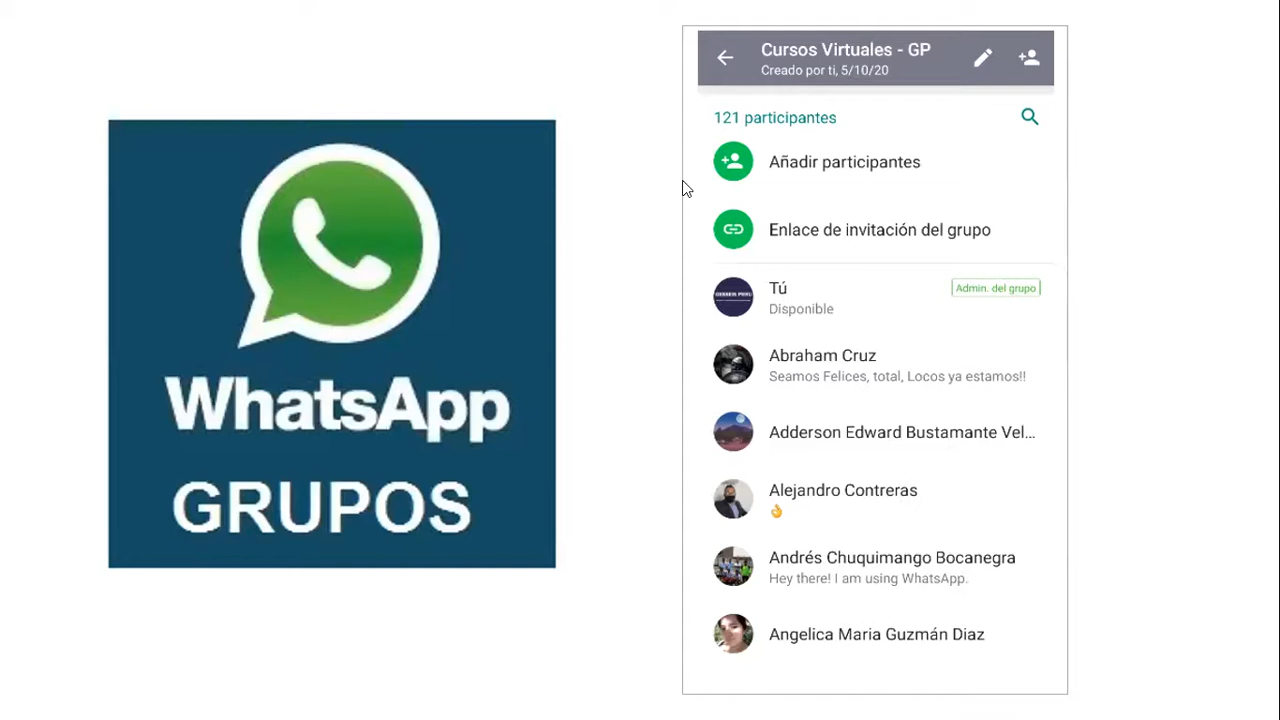 WhatsApp
GRUPOS
Cursos Virtuales - GP
Creado por ti, 5/10/20
121 participantes
Añadir participantes
Enlace de invitación del grupo
Tú
Admin. del grupo
Disponible
Abraham Cruz
Seamos Felices, total, Locos ya estamos!!
Adderson Edward Bustamante Vel...
Alejandro Contreras
👌
Andrés Chuquimango Bocanegra
Hey there! I am using WhatsApp.
Angelica Maria Guzmán Diaz